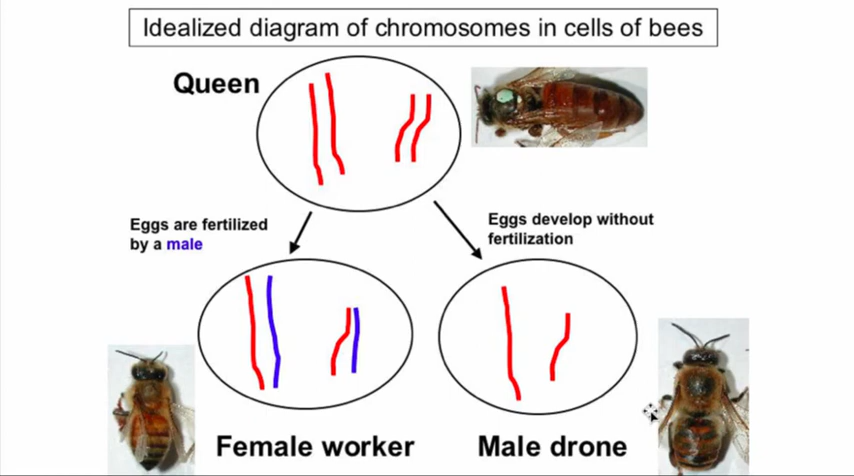 Idealized diagram of chromosomes in cells of bees
Queen
Eggs are fertilized
by a male
Eggs develop without
fertilization
Female worker
Male drone